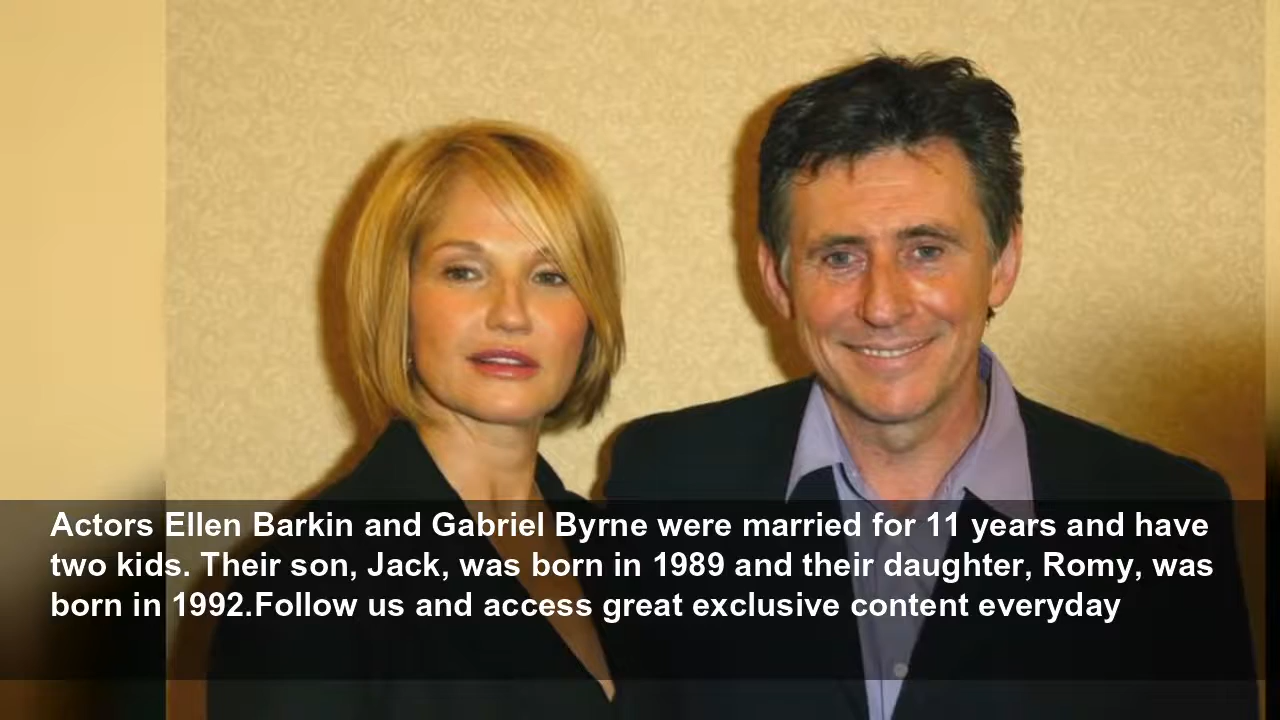 Actors Ellen Barkin and Gabriel Byrne were married for 11 years and have
two kids. Their son, Jack, was born in 1989 and their daughter, Romy, was
born in 1992.Follow us and access great exclusive content everyday